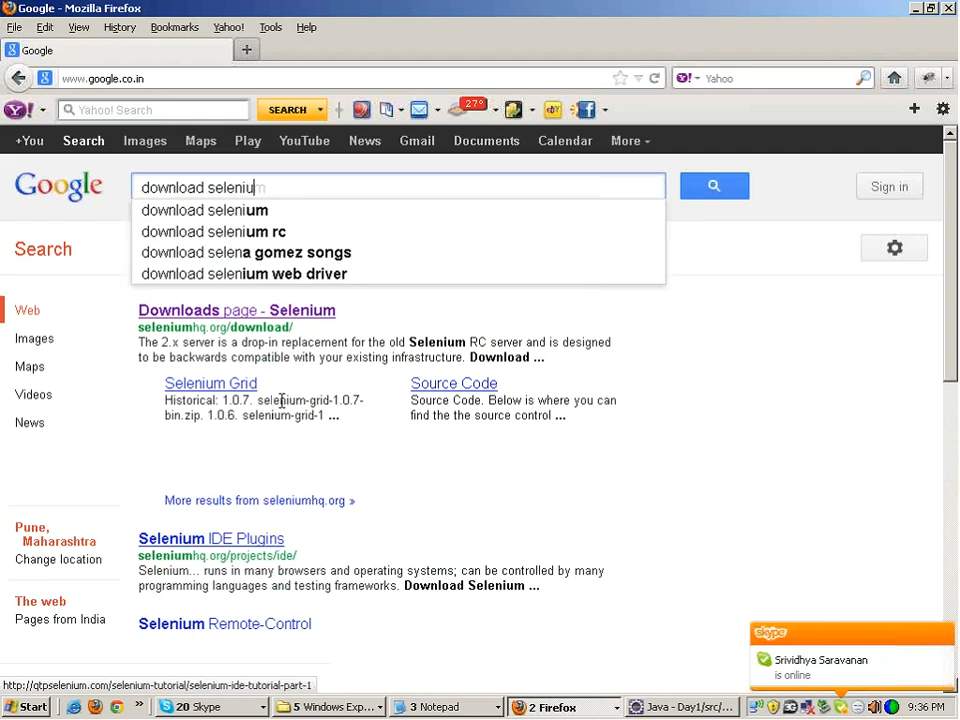 Google - Mozilla Firefox
File Edit View History Bookmarks Yahoo! Tools Help
Google
www.google.co.in
Yahoo
Y! Yahoo! Search SEARCH 27°
+You Search Images Maps Play YouTube News Gmail Documents Calendar More
Google download selenium Sign in
download selenium
download selenium rc
download selena gomez songs
download selenium web driver
Search
Web
Images
Maps
Videos
News
Pune,
Maharashtra
Change location
The web
Pages from India
Downloads page - Selenium
seleniumhq.org/download/
The 2.x server is a drop-in replacement for the old Selenium RC server and is designed
to be backwards compatible with your existing infrastructure. Download ...
Selenium Grid
Historical: 1.0.7. selenium-grid-1.0.7-
bin.zip. 1.0.6. selenium-grid-1 ...
Source Code
Source Code. Below is where you can
find the the source control ...
More results from seleniumhq.org »
Selenium IDE Plugins
seleniumhq.org/projects/ide/
Selenium... runs in many browsers and operating systems; can be controlled by many
programming languages and testing frameworks. Download Selenium ...
Selenium Remote-Control
skype
Srividhya Saravanan
is online
http://qtpselenium.com/selenium-tutorial/selenium-ide-tutorial-part-1
Start » 20 Skype 5 Windows Exp... 3 Notepad 2 Firefox Java - Day1/src/... 9:36 PM